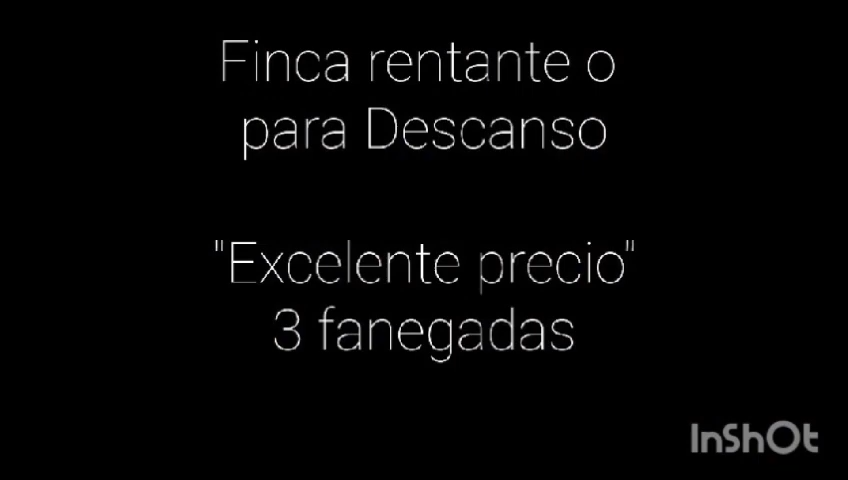 Finca rentante o
para Descanso
"Excelente precio"
3 fanegadas
InShOt